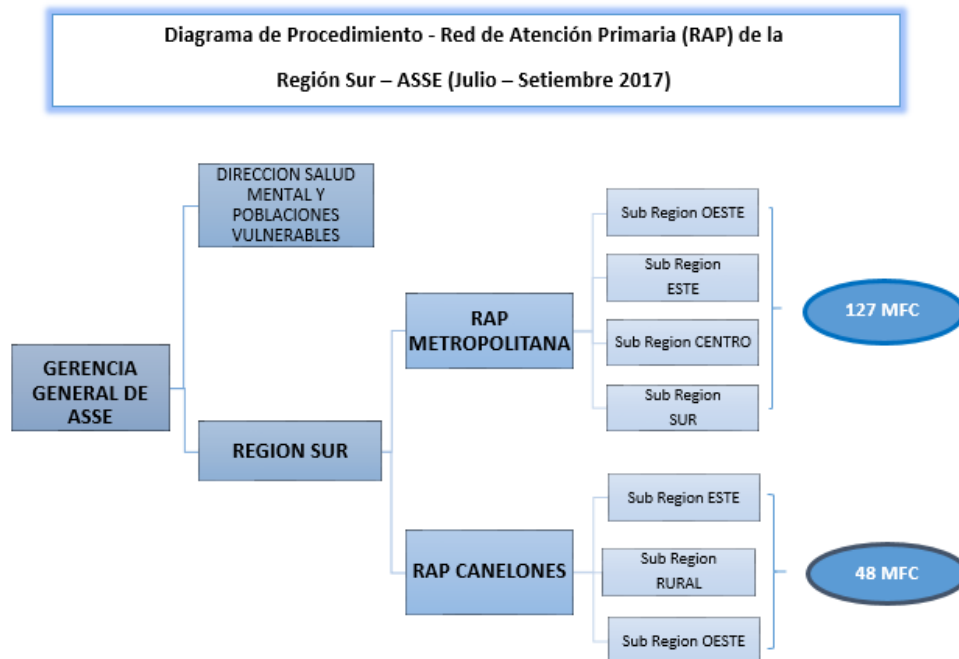 Diagrama de Procedimiento - Red de Atención Primaria (RAP) de la
Región Sur – ASSE (Julio – Setiembre 2017)
DIRECCION SALUD
MENTAL Y
POBLACIONES
VULNERABLES
GERENCIA
GENERAL DE
ASSE
REGION SUR
RAP
METROPOLITANA
Sub Region OESTE
Sub Region
ESTE
Sub Region CENTRO
Sub Region
SUR
127 MFC
RAP CANELONES
Sub Region ESTE
Sub Region
RURAL
Sub Region OESTE
48 MFC